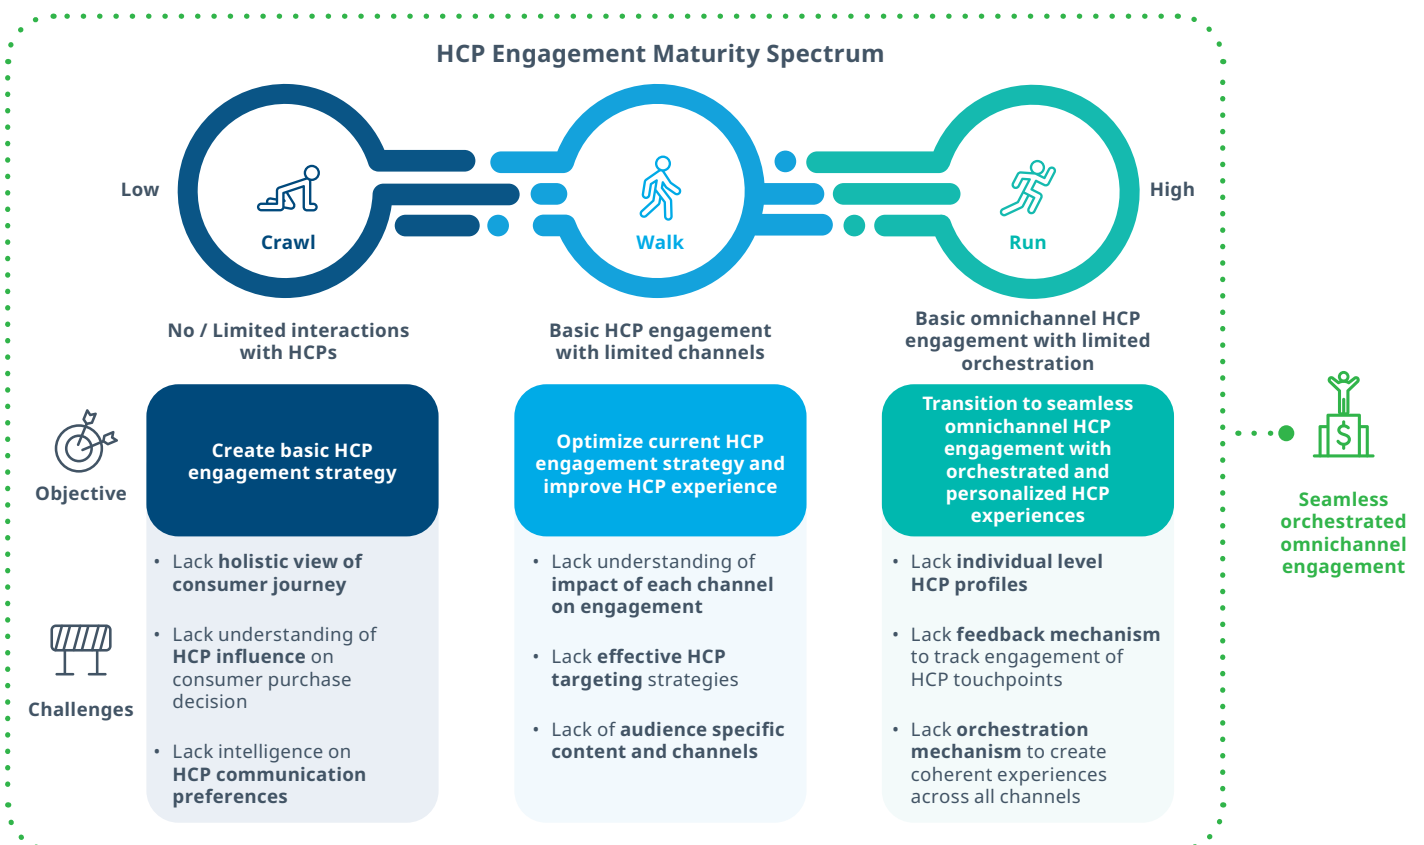 HCP Engagement Maturity Spectrum
Low
Crawl
Walk
Run
High
No / Limited interactions
with HCPs
Basic HCP engagement
with limited channels
Basic omnichannel HCP
engagement with limited
orchestration
Objective
Create basic HCP
engagement strategy
Optimize current HCP
engagement strategy and
improve HCP experience
Transition to seamless
omnichannel HCP
engagement with
orchestrated and
personalized HCP
experiences
Challenges
• Lack holistic view of
consumer journey
• Lack understanding of
HCP influence on
consumer purchase
decision
• Lack intelligence on
HCP communication
preferences
• Lack understanding of
impact of each channel
on engagement
• Lack effective HCP
targeting strategies
• Lack of audience specific
content and channels
• Lack individual level
HCP profiles
• Lack feedback mechanism
to track engagement of
HCP touchpoints
• Lack orchestration
mechanism to create
coherent experiences
across all channels
$
Seamless
orchestrated
omnichannel
engagement